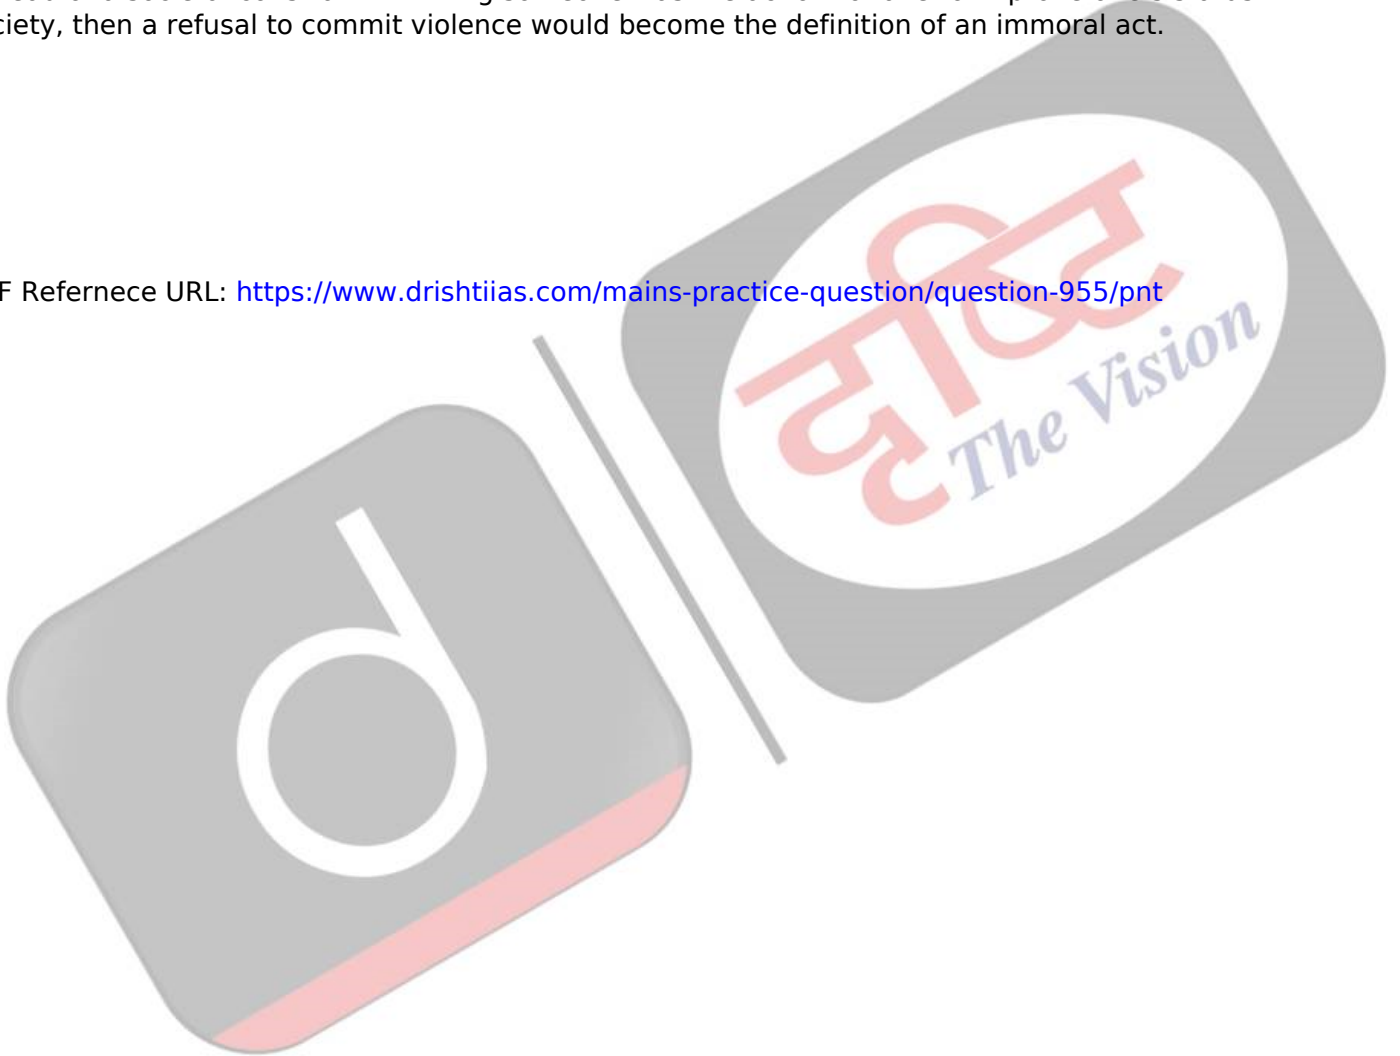 ciety, then a refusal to commit violence would become the definition of an immoral act.
F Refernece URL: https://www.drishtiias.com/mains-practice-question/question-955/pnt
दृष्टि
The Vision
d